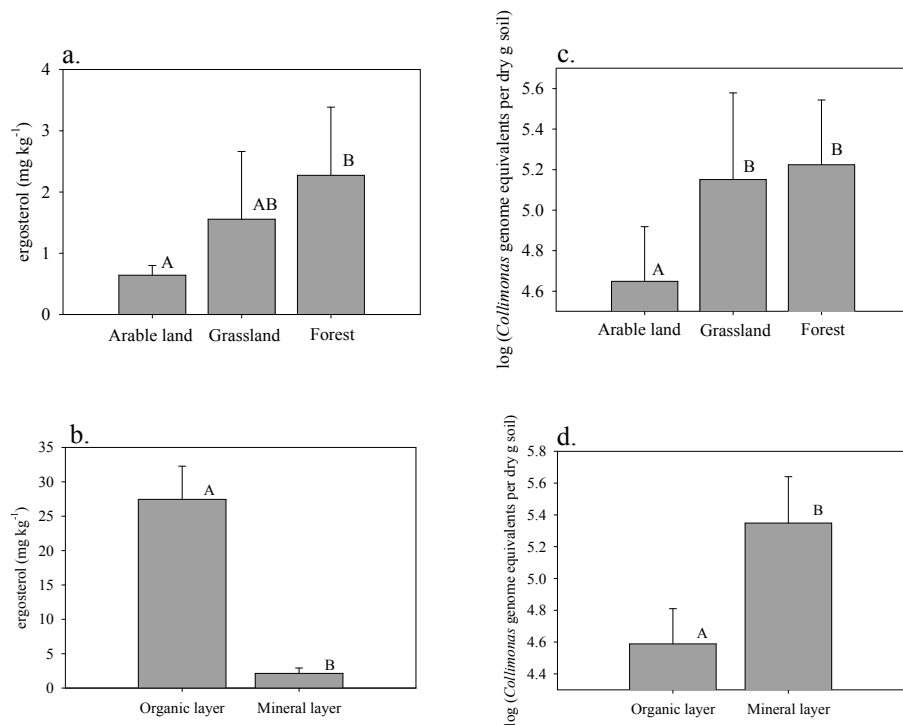 a.
ergosterol (mg kg⁻¹)
4
3
2
1
0
A
AB
B
Arable land Grassland Forest
c.
log (Collimonas genome equivalents per dry g soil)
5.6
5.4
5.2
5.0
4.8
4.6
A
B
B
Arable land Grassland Forest
b.
ergosterol (mg kg⁻¹)
35
30
25
20
15
10
5
0
A
B
Organic layer Mineral layer
d.
log (Collimonas genome equivalents per dry g soil)
5.8
5.6
5.4
5.2
5.0
4.8
4.6
4.4
A
B
Organic layer Mineral layer